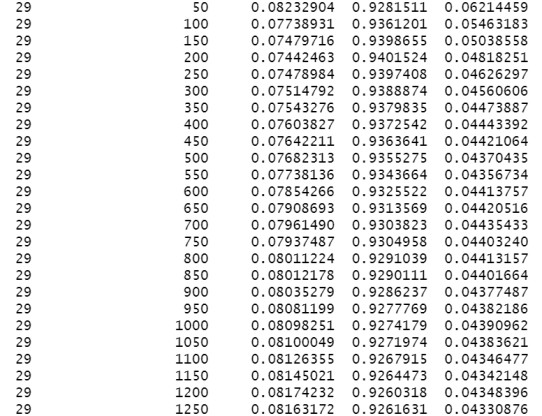 29 50 0.08232904 0.9281511 0.06214459
29 100 0.07738931 0.9361201 0.05463183
29 150 0.07479716 0.9398655 0.05038558
29 200 0.07442463 0.9401524 0.04818251
29 250 0.07478984 0.9397408 0.04626297
29 300 0.07514792 0.9388874 0.04560606
29 350 0.07543276 0.9379835 0.04473887
29 400 0.07603827 0.9372542 0.04443392
29 450 0.07642211 0.9363641 0.04421064
29 500 0.07682313 0.9355275 0.04370435
29 550 0.07738136 0.9343664 0.04356734
29 600 0.07854266 0.9325522 0.04413757
29 650 0.07908693 0.9313569 0.04420516
29 700 0.07961490 0.9303823 0.04435433
29 750 0.07937487 0.9304958 0.04403240
29 800 0.08011224 0.9291039 0.04413157
29 850 0.08012178 0.9290111 0.04401664
29 900 0.08035279 0.9286237 0.04377487
29 950 0.08081199 0.9277769 0.04382186
29 1000 0.08098251 0.9274179 0.04390962
29 1050 0.08100049 0.9271974 0.04383621
29 1100 0.08126355 0.9267915 0.04346477
29 1150 0.08145021 0.9264473 0.04342148
29 1200 0.08174232 0.9260318 0.04348396
29 1250 0.08163172 0.9261631 0.04330876